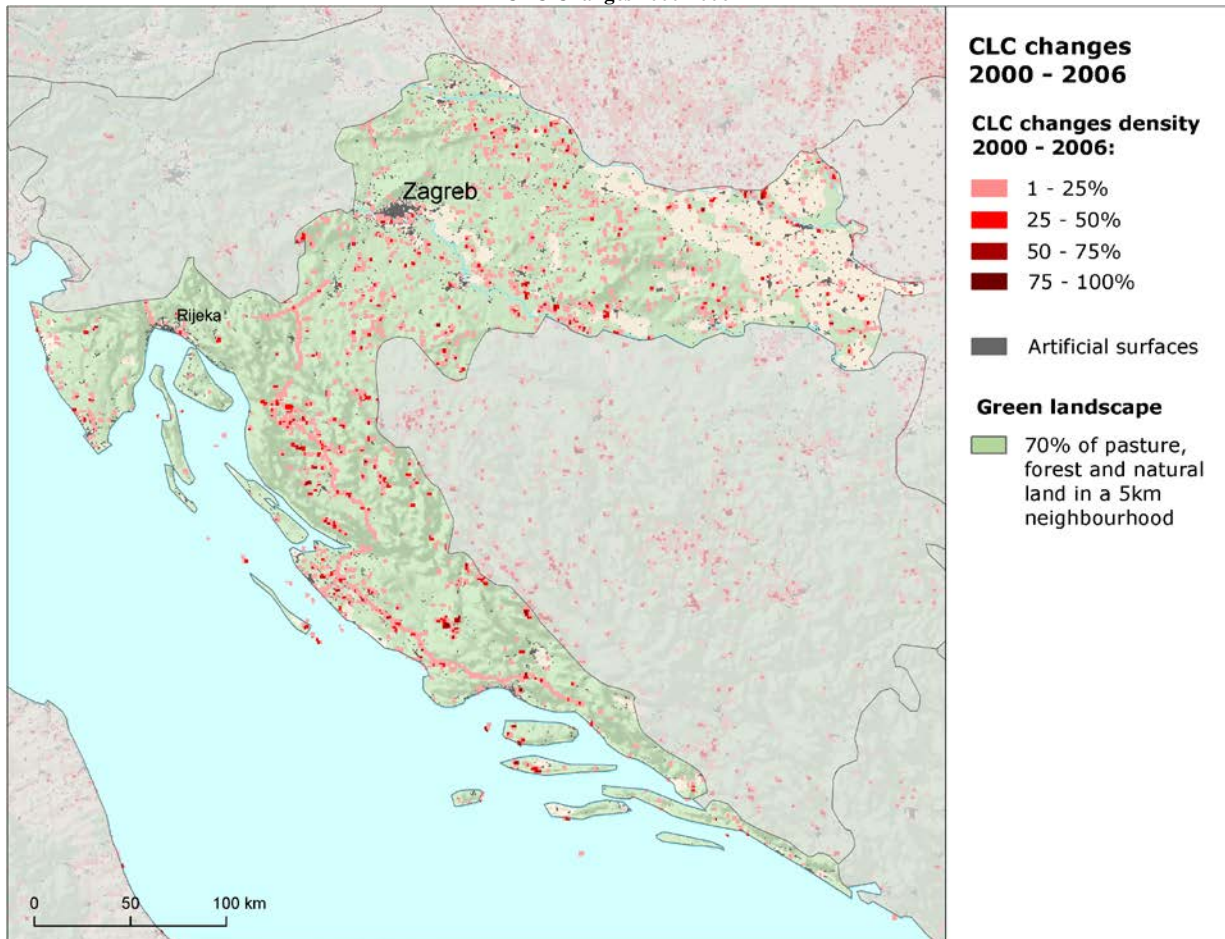 CLC changes
2000 - 2006
CLC changes density
2000 - 2006:
1 - 25%
25 - 50%
50 - 75%
75 - 100%
Artificial surfaces
Green landscape
70% of pasture,
forest and natural
land in a 5km
neighbourhood
Zagreb
Rijeka
0 50 100 km